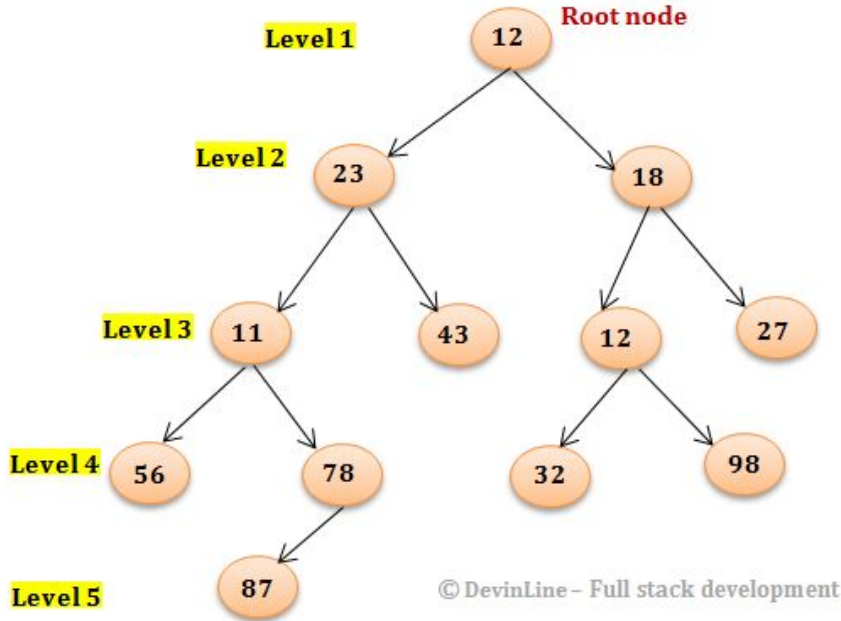 Root node
Level 1
12
Level 2
23
18
Level 3
11
43
12
27
Level 4
56
78
32
98
Level 5
87
© DevinLine – Full stack development